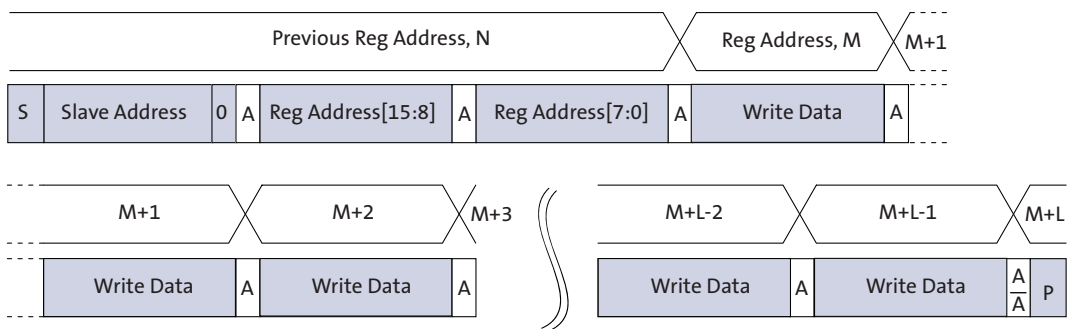 Previous Reg Address, N Reg Address, M M+1
S Slave Address 0 A Reg Address[15:8] A Reg Address[7:0] A Write Data A
M+1 M+2 M+3 M+L-2 M+L-1 M+L
Write Data A Write Data A Write Data A Write Data A P
A